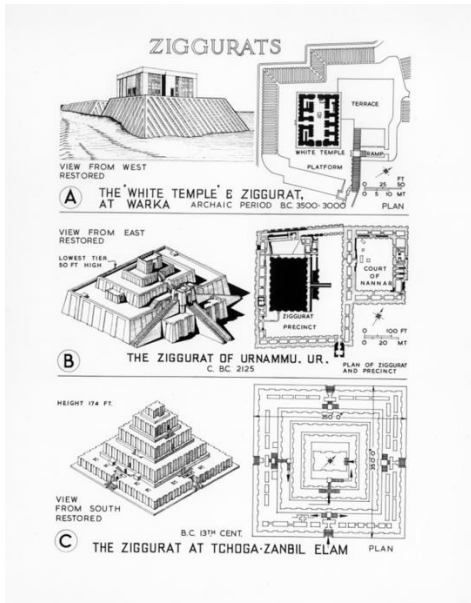 ZIGGURATS
VIEW FROM WEST
RESTORED
TERRACE
WHITE TEMPLE
RAMP
PLATFORM
FT
0 25 50
0 5 10 MT
PLAN
A
THE "WHITE TEMPLE" & ZIGGURAT,
AT WARKA ARCHAIC PERIOD B.C. 3500-3000
VIEW FROM EAST
RESTORED
LOWEST TIER
50 FT HIGH
ZIGGURAT
PRECINCT
COURT
OF
NANNAR
0 100 FT
0 20 MT
B
THE ZIGGURAT OF URNAMMU, UR.
C. BC. 2125
PLAN OF ZIGGURAT
AND PRECINCT
HEIGHT 174 FT.
350'.0"
350'.0"
VIEW
FROM SOUTH
RESTORED
C
B.C. 13TH CENT.
THE ZIGGURAT AT TCHOGA-ZANBIL ELAM
PLAN